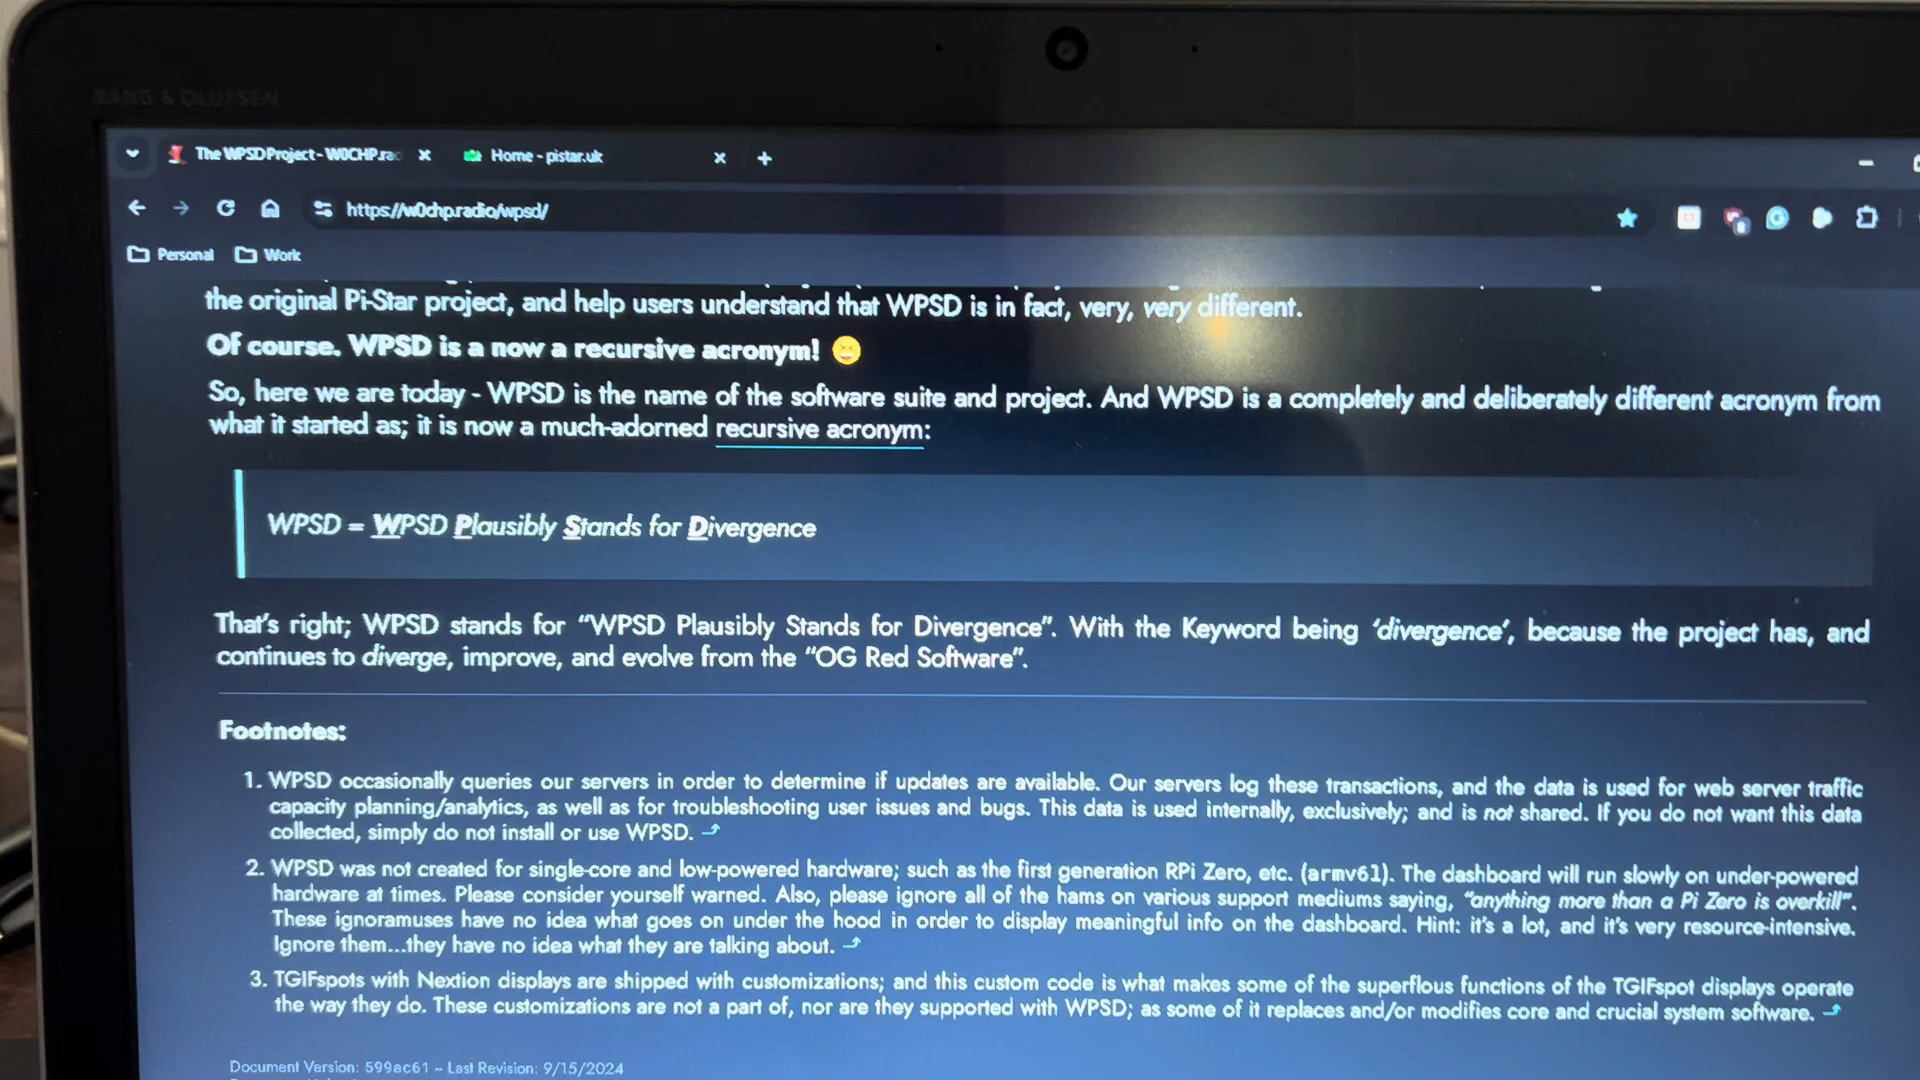 BANG & OLUFSEN
The WPSD Project - W0CHP.rac
Home - pistar.uk
https://w0chp.radio/wpsd/
Personal
Work
the original Pi-Star project, and help users understand that WPSD is in fact, very, very different.
Of course. WPSD is a now a recursive acronym! 😆
So, here we are today - WPSD is the name of the software suite and project. And WPSD is a completely and deliberately different acronym from
what it started as; it is now a much-adorned recursive acronym:
WPSD = WPSD Plausibly Stands for Divergence
That's right; WPSD stands for “WPSD Plausibly Stands for Divergence”. With the Keyword being ‘divergence’, because the project has, and
continues to diverge, improve, and evolve from the “OG Red Software”.
Footnotes:
1. WPSD occasionally queries our servers in order to determine if updates are available. Our servers log these transactions, and the data is used for web server traffic
capacity planning/analytics, as well as for troubleshooting user issues and bugs. This data is used internally, exclusively; and is not shared. If you do not want this data
collected, simply do not install or use WPSD.
2. WPSD was not created for single-core and low-powered hardware; such as the first generation RPi Zero, etc. (armv6l). The dashboard will run slowly on under-powered
hardware at times. Please consider yourself warned. Also, please ignore all of the hams on various support mediums saying, “anything more than a Pi Zero is overkill”.
These ignoramuses have no idea what goes on under the hood in order to display meaningful info on the dashboard. Hint: it's a lot, and it's very resource-intensive.
Ignore them...they have no idea what they are talking about.
3. TGIFspots with Nextion displays are shipped with customizations; and this custom code is what makes some of the superflous functions of the TGIFspot displays operate
the way they do. These customizations are not a part of, nor are they supported with WPSD; as some of it replaces and/or modifies core and crucial system software.
Document Version: 599ac61 – Last Revision: 9/15/2024